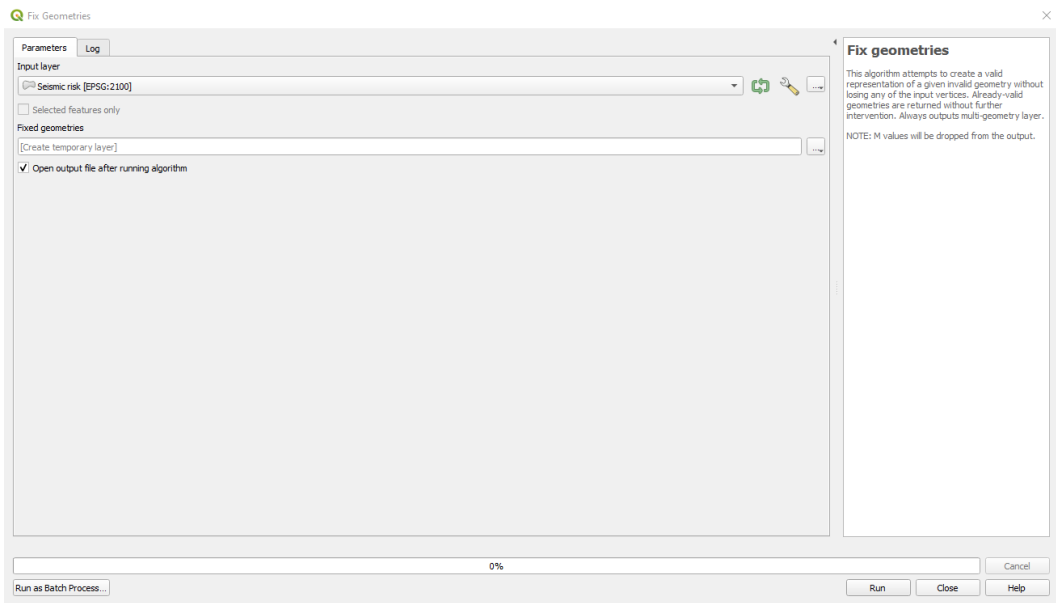 Fix Geometries
Parameters
Log
Input layer
Seismic risk [EPSG:2100]
...
Selected features only
Fixed geometries
[Create temporary layer]
...
Open output file after running algorithm
Fix geometries
This algorithm attempts to create a valid
representation of a given invalid geometry without
losing any of the input vertices. Already-valid
geometries are returned without further
intervention. Always outputs multi-geometry layer.
NOTE: M values will be dropped from the output.
0%
Cancel
Run as Batch Process...
Run
Close
Help